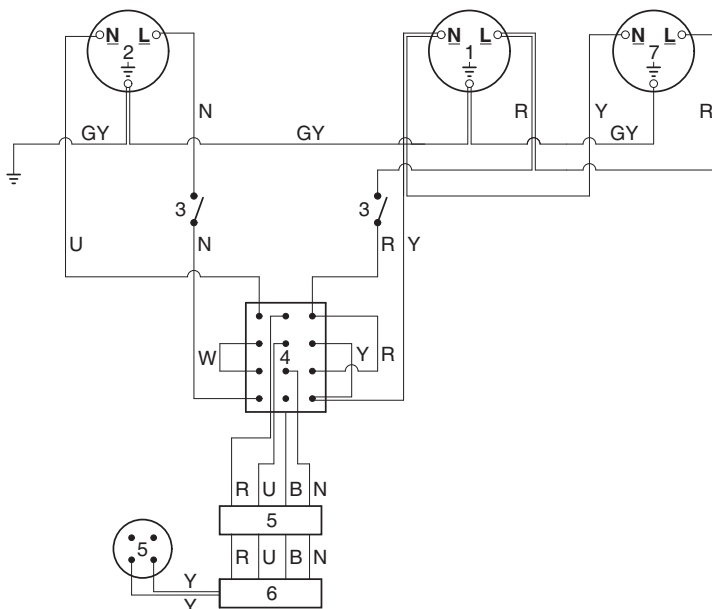 N L N L N L
2 1 7
N R Y R
GY GY GY
3 3
U N R Y
W 4 Y R
R U B N
5
5 R U B N
Y 6
Y